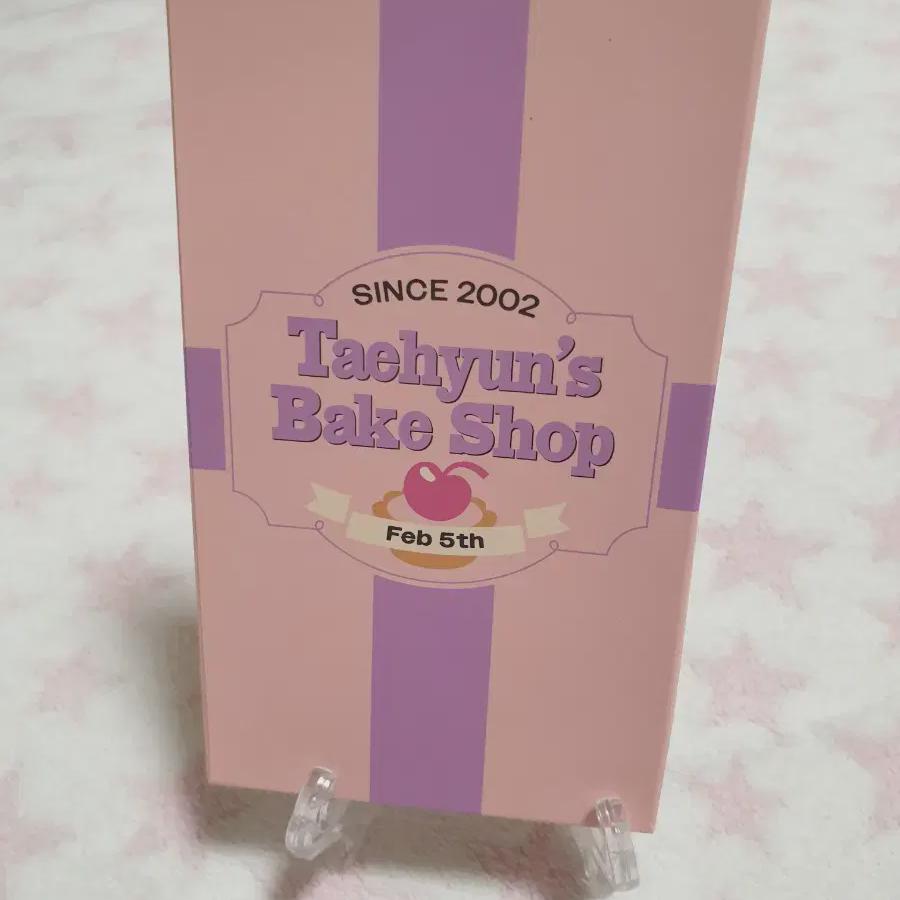 SINCE 2002
Taehyun's
Bake Shop
Feb 5th